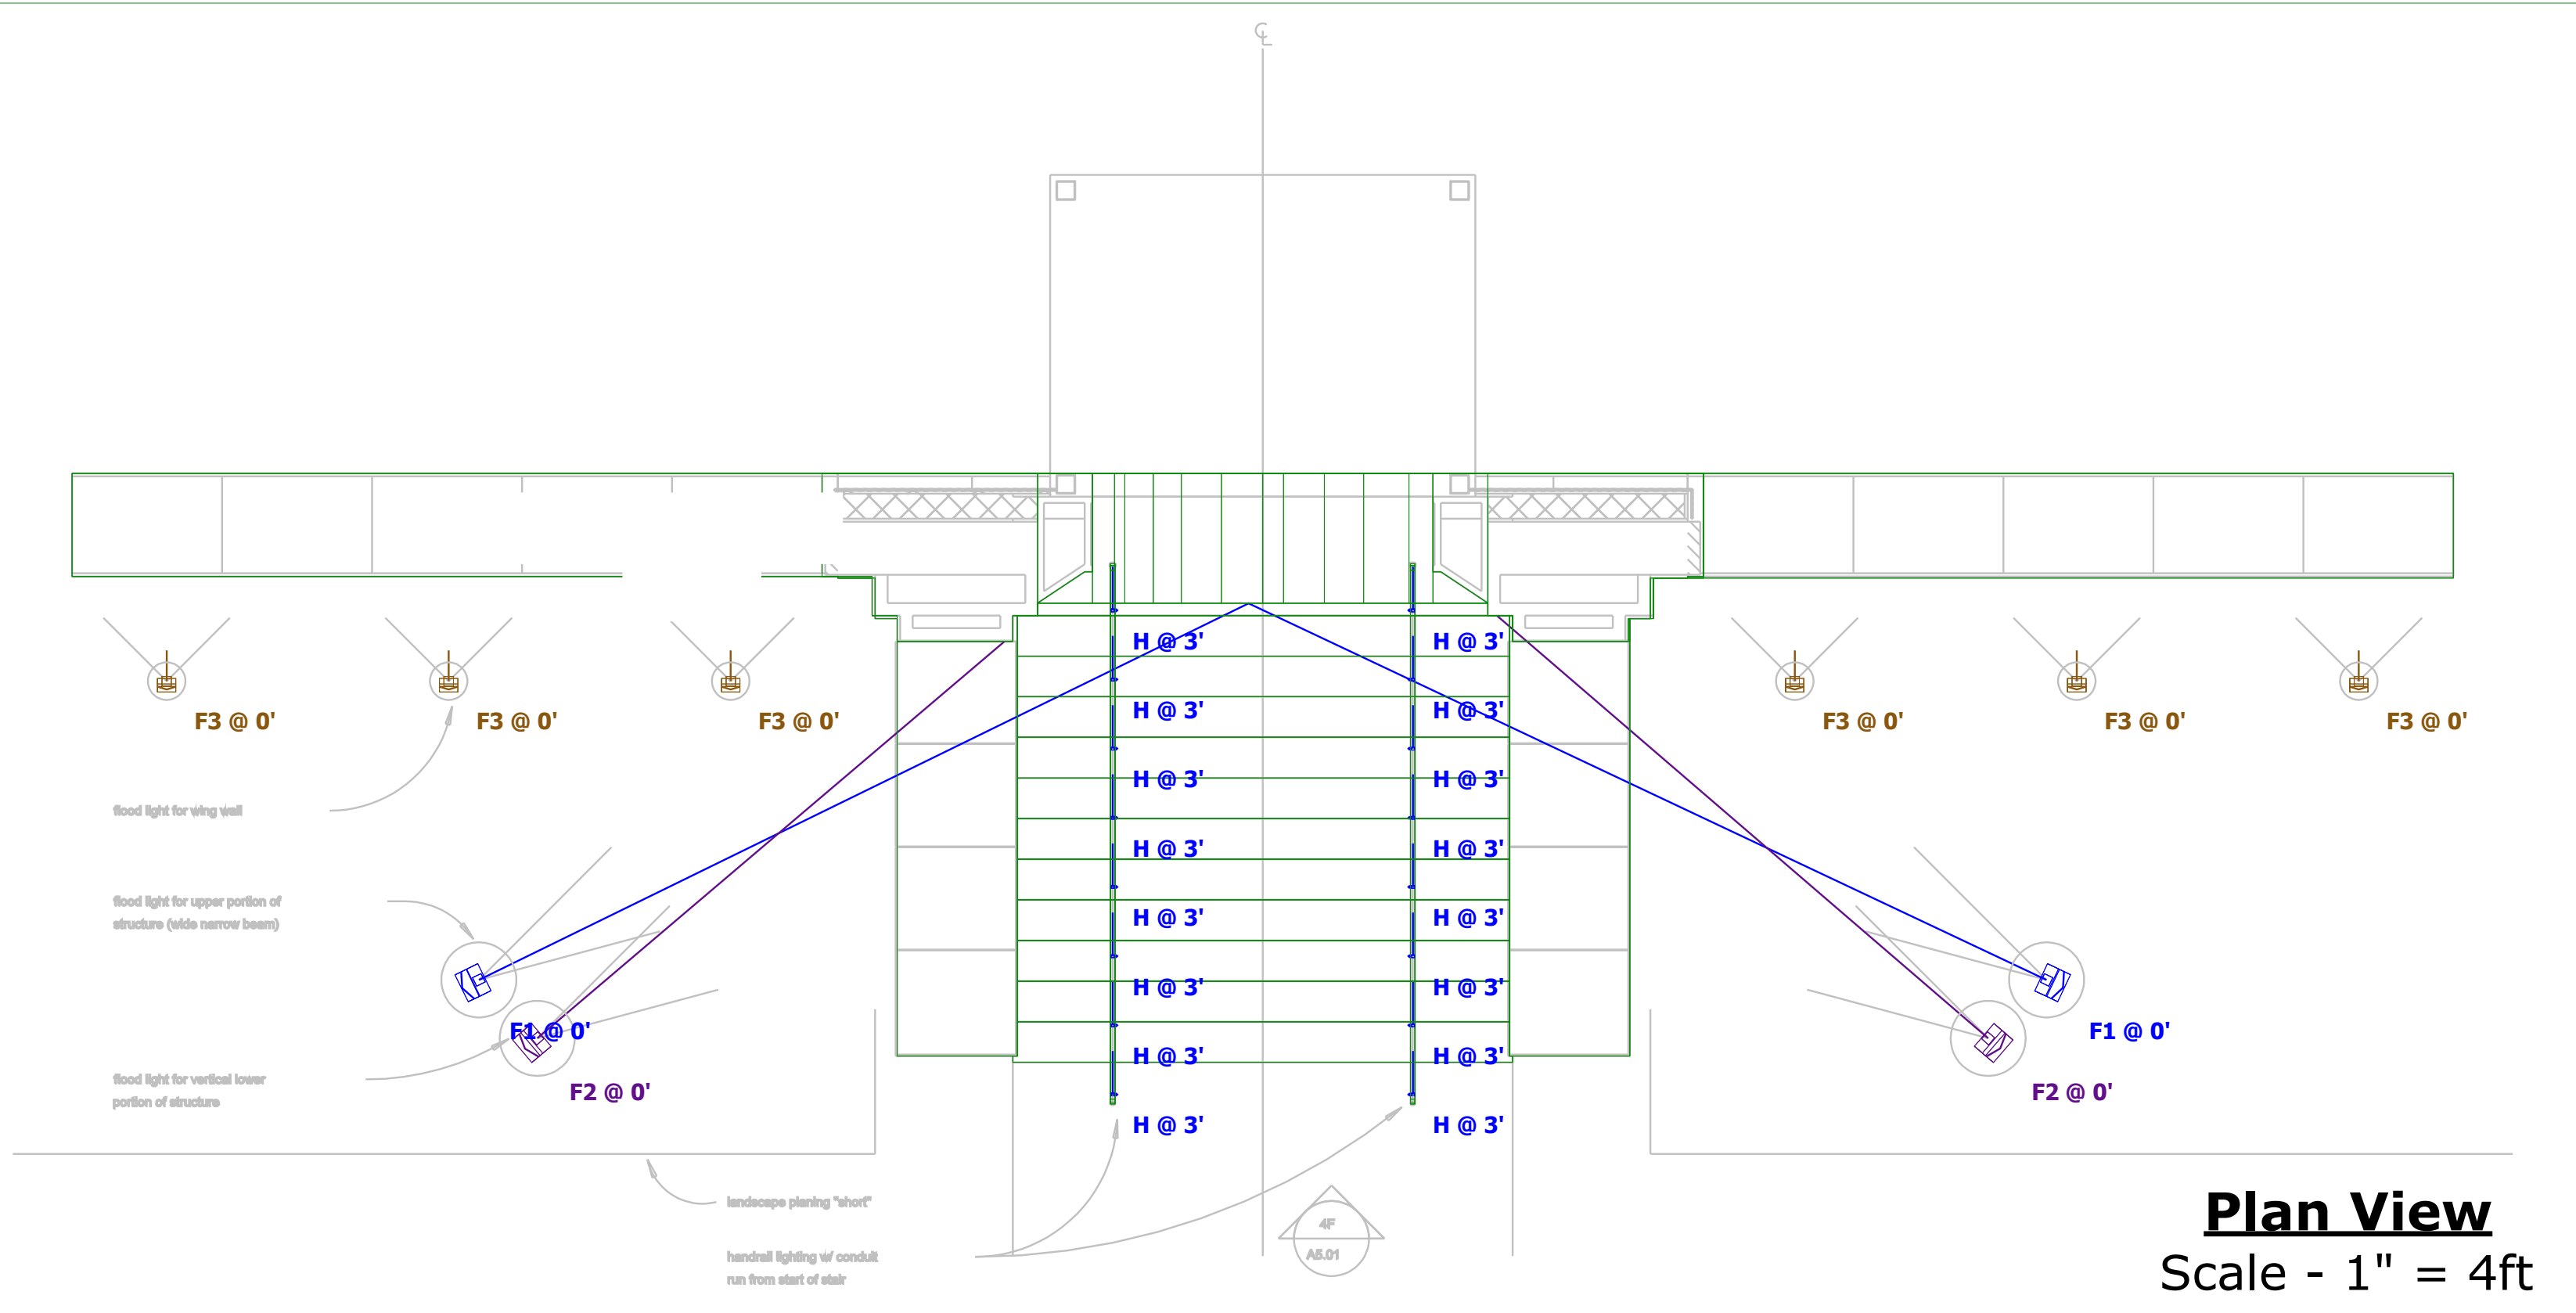 ℄
H @ 3' H @ 3'
H @ 3' H @ 3'
F3 @ 0' F3 @ 0' F3 @ 0' F3 @ 0' F3 @ 0' F3 @ 0'
H @ 3' H @ 3'
flood light for wing wall
H @ 3' H @ 3'
flood light for upper portion of
structure (wide narrow beam)
H @ 3' H @ 3'
H @ 3' H @ 3'
F1 @ 0' F1 @ 0'
H @ 3' H @ 3'
flood light for vertical lower
portion of structure
F2 @ 0' F2 @ 0'
H @ 3' H @ 3'
landscape planing "short"
handrail lighting w/ conduit
run from start of stair
4F
A5.01
Plan View
Scale - 1" = 4ft